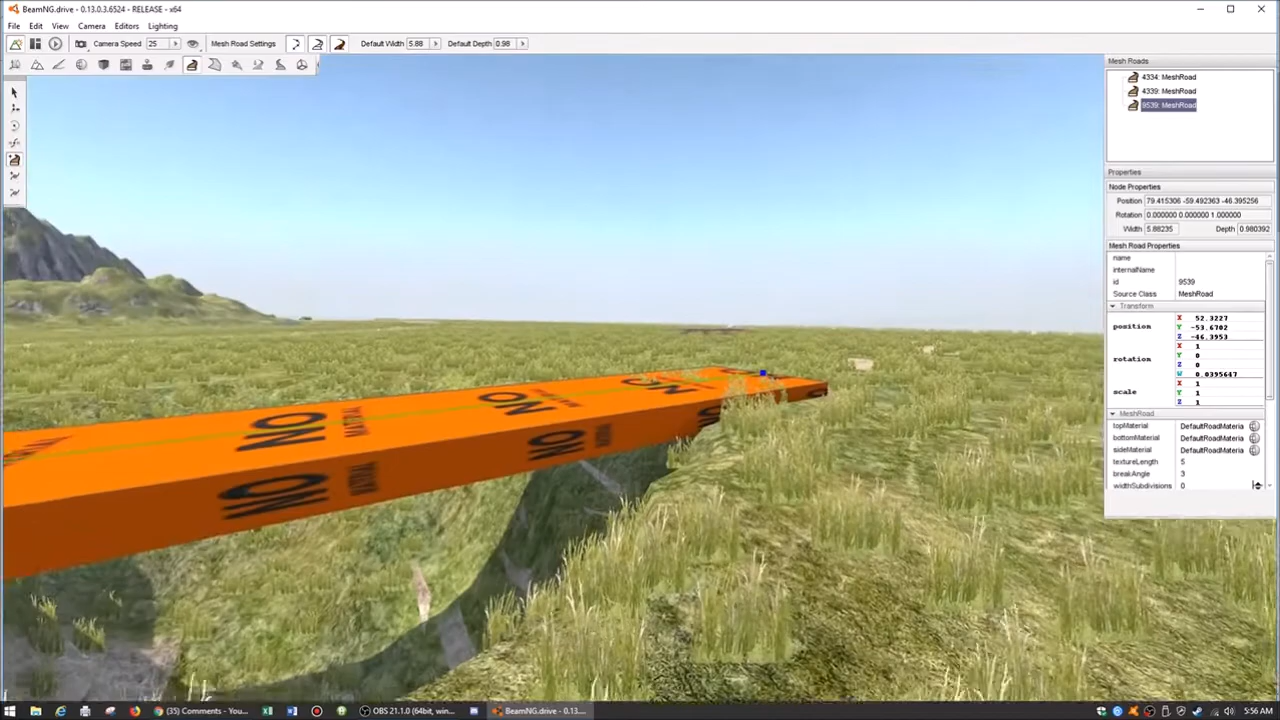 BeamNG.drive - 0.13.0.3.6524 - RELEASE - x64
File Edit View Camera Editors Lighting
Camera Speed 25 Mesh Road Settings Default Width 5.88 Default Depth 0.98
Mesh Roads
4334: MeshRoad
4339: MeshRoad
9539: MeshRoad
Properties
Node Properties
Position 79.415306 -59.492363 -46.395256
Rotation 0.000000 0.000000 1.000000
Width 5.88235 Depth 0.980392
Mesh Road Properties
name
internalName
id 9539
Source Class MeshRoad
Transform
position X 52.3227
Y -53.6702
Z -46.3953
rotation X 1
Y 0
Z 0
W 0.0395647
scale X 1
Y 1
Z 1
MeshRoad
topMaterial DefaultRoadMateria
bottomMaterial DefaultRoadMateria
sideMaterial DefaultRoadMateria
textureLength 5
breakAngle 3
widthSubdivisions 0
NO
NO
NO
NO
(35) Comments - You... OBS 21.1.0 (64bit, win... BeamNG.drive - 0.13.... 5:56 AM